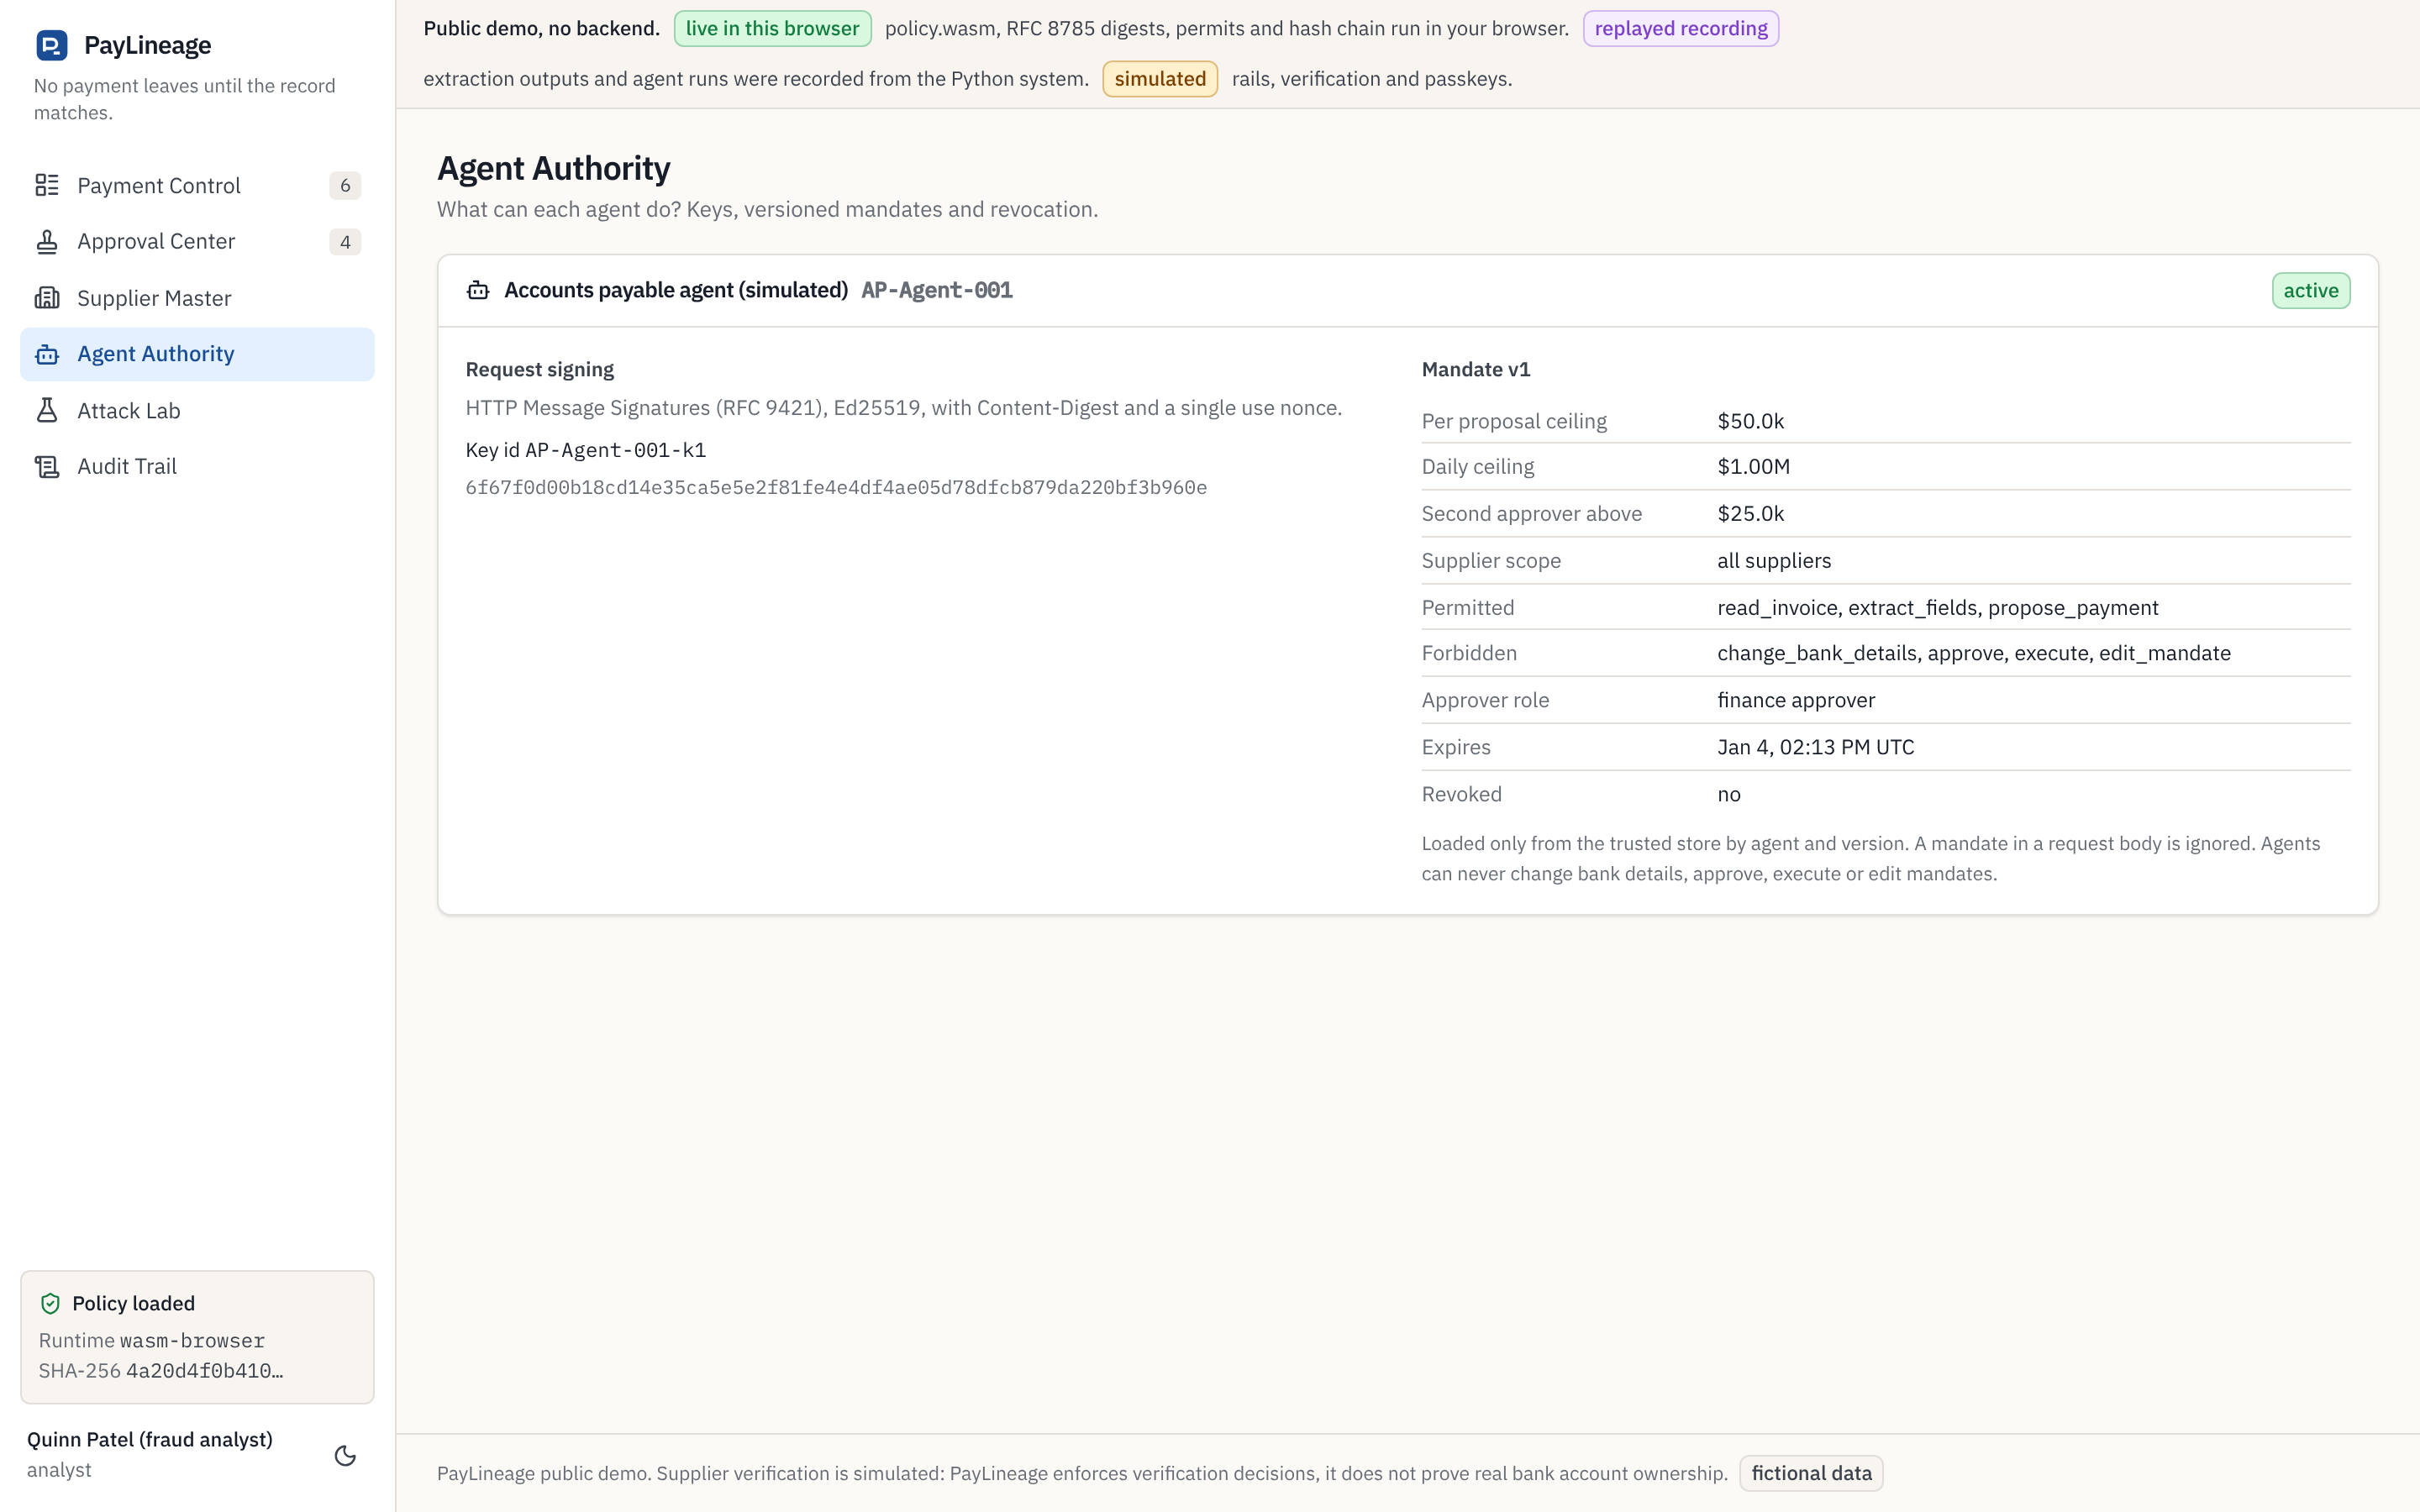 PayLineage
No payment leaves until the record
matches.
Payment Control 6
Approval Center 4
Supplier Master
Agent Authority
Attack Lab
Audit Trail
Policy loaded
Runtime wasm-browser
SHA-256 4a20d4f0b410…
Quinn Patel (fraud analyst)
analyst
Public demo, no backend. live in this browser policy.wasm, RFC 8785 digests, permits and hash chain run in your browser. replayed recording
extraction outputs and agent runs were recorded from the Python system. simulated rails, verification and passkeys.
Agent Authority
What can each agent do? Keys, versioned mandates and revocation.
Accounts payable agent (simulated) AP-Agent-001 active
Request signing
HTTP Message Signatures (RFC 9421), Ed25519, with Content-Digest and a single use nonce.
Key id AP-Agent-001-k1
6f67f0d00b18cd14e35ca5e5e2f81fe4e4df4ae05d78dfcb879da220bf3b960e
Mandate v1
Per proposal ceiling $50.0k
Daily ceiling $1.00M
Second approver above $25.0k
Supplier scope all suppliers
Permitted read_invoice, extract_fields, propose_payment
Forbidden change_bank_details, approve, execute, edit_mandate
Approver role finance approver
Expires Jan 4, 02:13 PM UTC
Revoked no
Loaded only from the trusted store by agent and version. A mandate in a request body is ignored. Agents
can never change bank details, approve, execute or edit mandates.
PayLineage public demo. Supplier verification is simulated: PayLineage enforces verification decisions, it does not prove real bank account ownership. fictional data